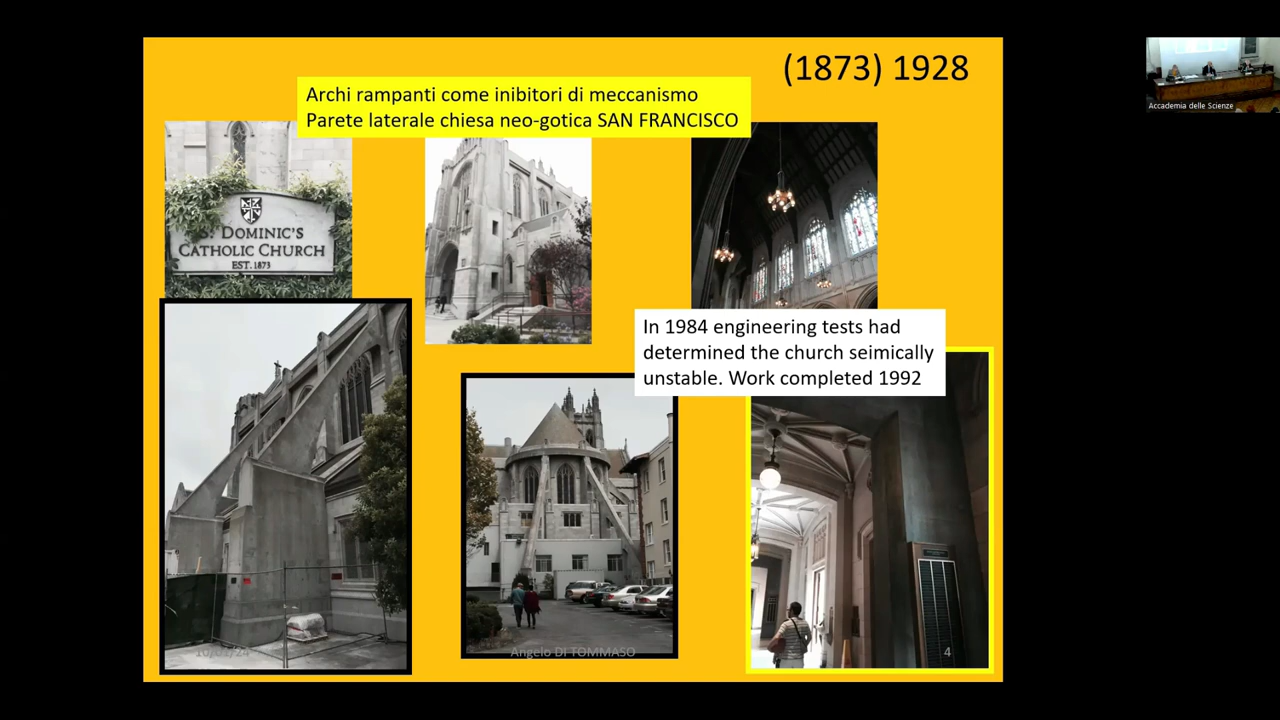 (1873) 1928
Archi rampanti come inibitori di meccanismo
Parete laterale chiesa neo-gotica SAN FRANCISCO
Accademia delle Scienze
DOMINIC'S
CATHOLIC CHURCH
EST. 1873
In 1984 engineering tests had
determined the church seimically
unstable. Work completed 1992
Angelo DI TOMMASO
4